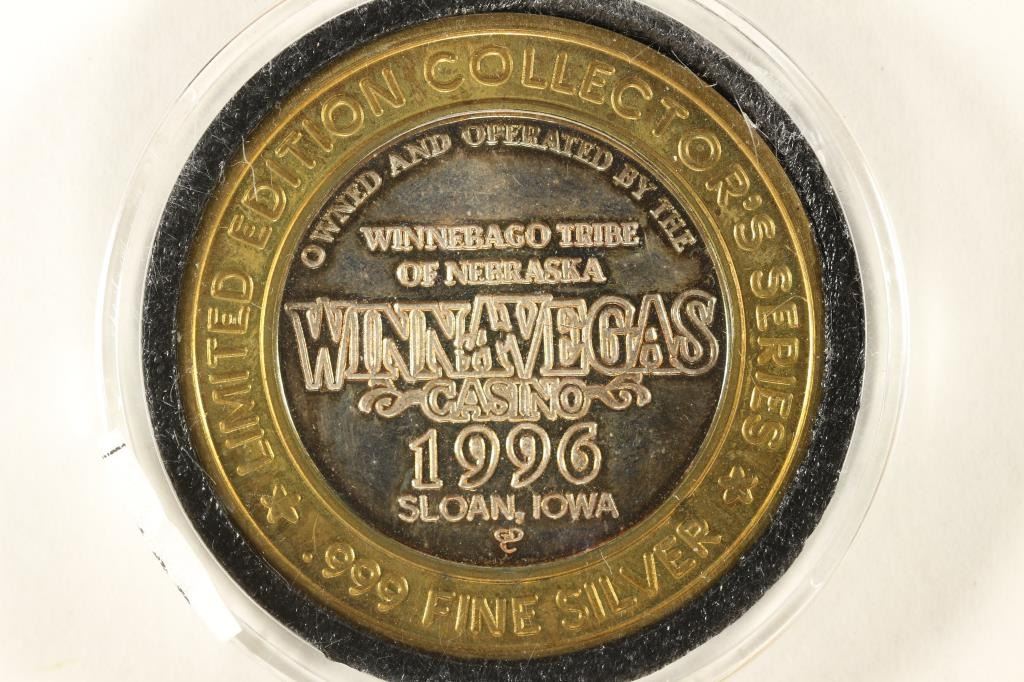 LIMITED EDITION COLLECTOR'S SERIES
.999 FINE SILVER
OWNED AND OPERATED BY THE
WINNEBAGO TRIBE
OF NEBRASKA
WINNAVEGAS
CASINO
1996
SLOAN, IOWA